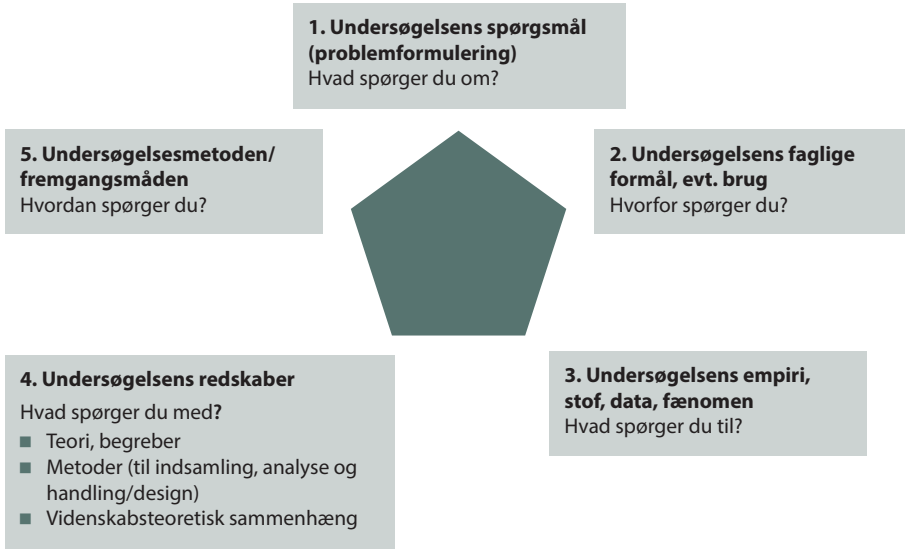 1. Undersøgelsens spørgsmål
(problemformulering)
Hvad spørger du om?
2. Undersøgelsens faglige
formål, evt. brug
Hvorfor spørger du?
3. Undersøgelsens empiri,
stof, data, fænomen
Hvad spørger du til?
4. Undersøgelsens redskaber
Hvad spørger du med?
■ Teori, begreber
■ Metoder (til indsamling, analyse og
handling/design)
■ Videnskabsteoretisk sammenhæng
5. Undersøgelsesmetoden/
fremgangsmåden
Hvordan spørger du?